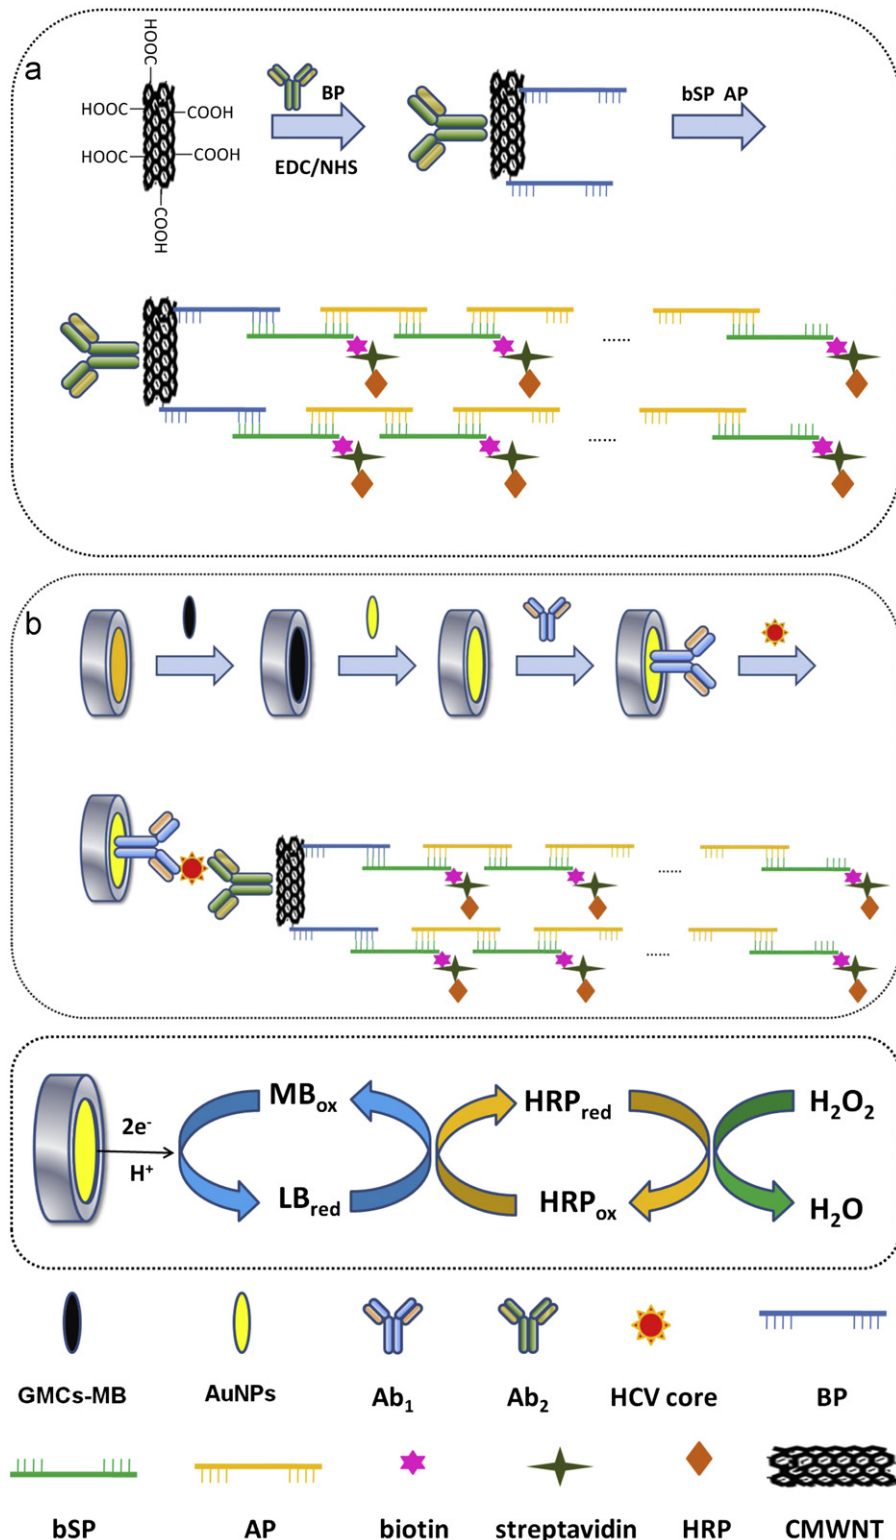 a
HOOC
HOOC
COOH
HOOC
COOH
COOH
BP
EDC/NHS
bSP AP
......
......
b
......
......
2e-
H+
MBox
LBred
HRPred
HRPox
H2O2
H2O
GMCs-MB AuNPs Ab1 Ab2 HCV core BP
bSP AP biotin streptavidin HRP CMWNT